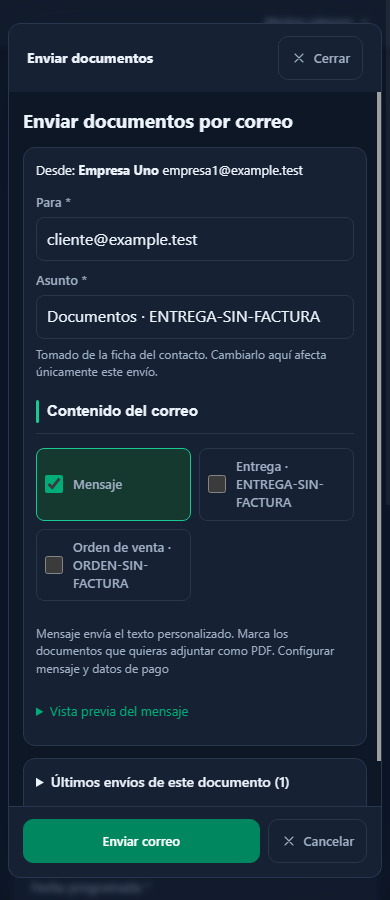 Enviar documentos
Cerrar
Enviar documentos por correo
Desde: Empresa Uno empresa1@example.test
Para *
cliente@example.test
Asunto *
Documentos · ENTREGA-SIN-FACTURA
Tomado de la ficha del contacto. Cambiarlo aquí afecta
únicamente este envío.
Contenido del correo
Mensaje
Entrega ·
ENTREGA-SIN-
FACTURA
Orden de venta ·
ORDEN-SIN-
FACTURA
Mensaje envía el texto personalizado. Marca los
documentos que quieras adjuntar como PDF. Configurar
mensaje y datos de pago
Vista previa del mensaje
Últimos envíos de este documento (1)
Enviar correo
Cancelar